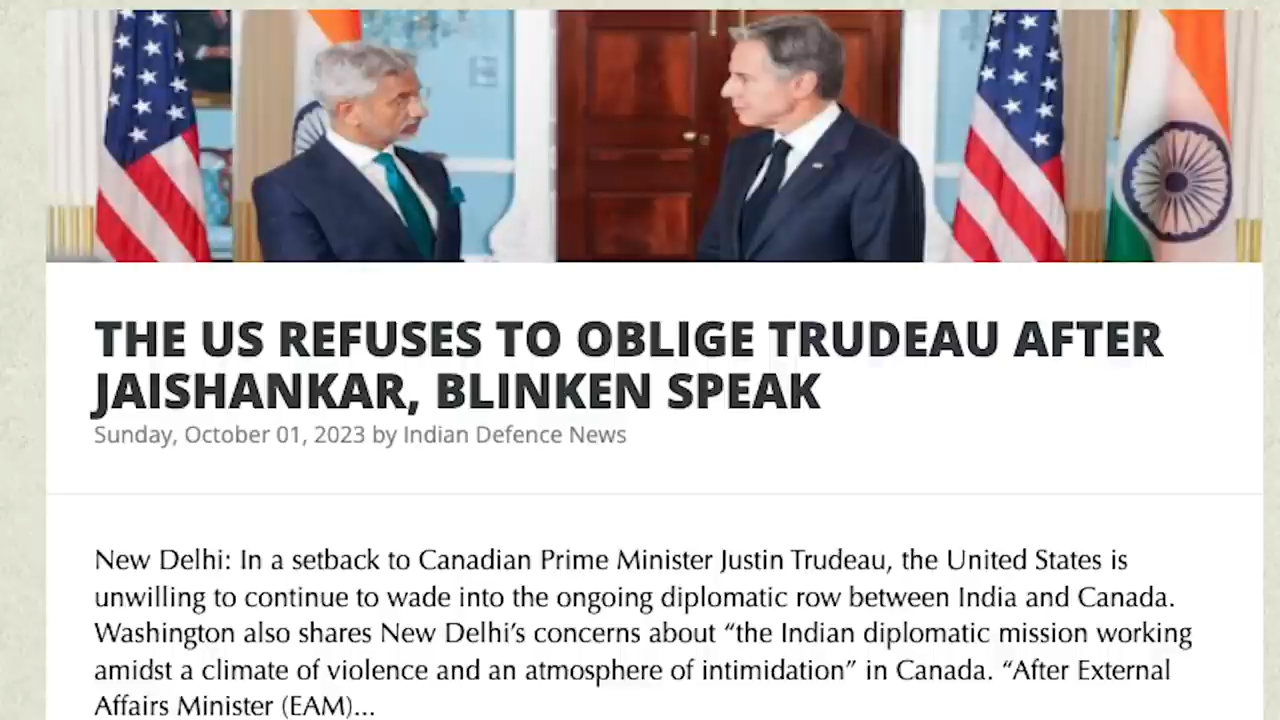 THE US REFUSES TO OBLIGE TRUDEAU AFTER
JAISHANKAR, BLINKEN SPEAK
Sunday, October 01, 2023 by Indian Defence News
New Delhi: In a setback to Canadian Prime Minister Justin Trudeau, the United States is
unwilling to continue to wade into the ongoing diplomatic row between India and Canada.
Washington also shares New Delhi’s concerns about “the Indian diplomatic mission working
amidst a climate of violence and an atmosphere of intimidation” in Canada. “After External
Affairs Minister (EAM)...